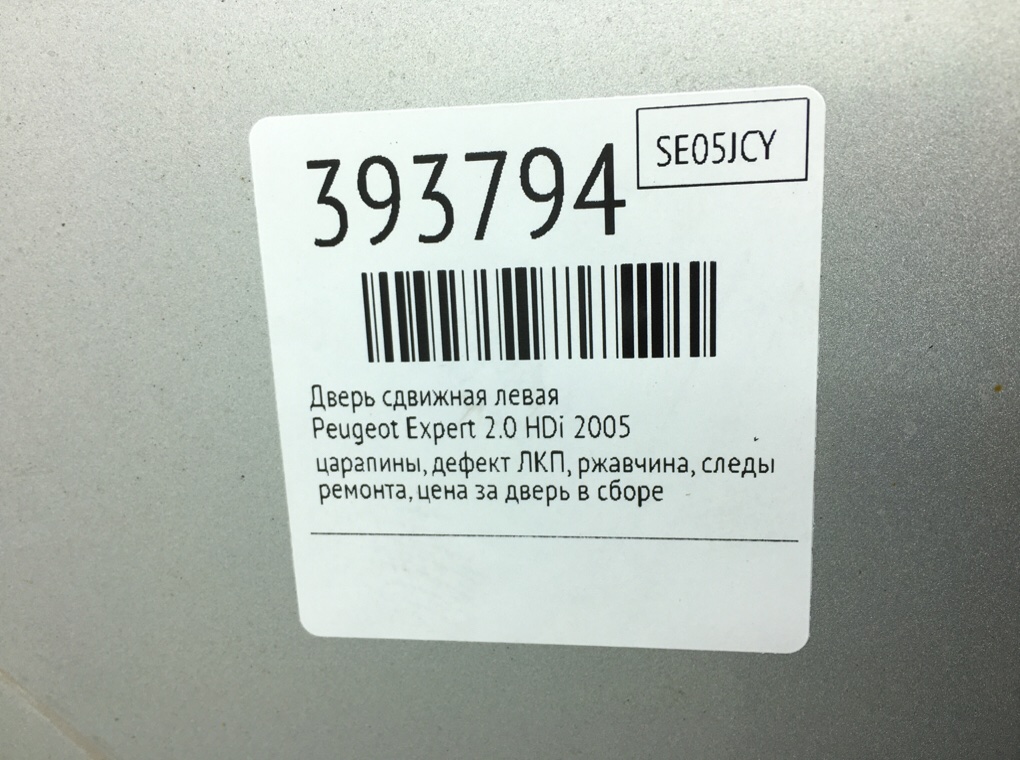 SE05JCY
393794
Дверь сдвижная левая
Peugeot Expert 2.0 HDi 2005
царапины, дефект ЛКП, ржавчина, следы
ремонта, цена за дверь в сборе